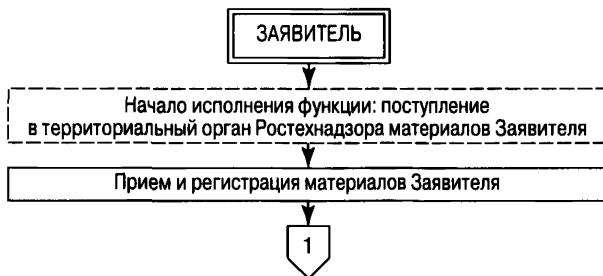 ЗАЯВИТЕЛЬ
Начало исполнения функции: поступление
в территориальный орган Ростехнадзора материалов Заявителя
Прием и регистрация материалов Заявителя
1